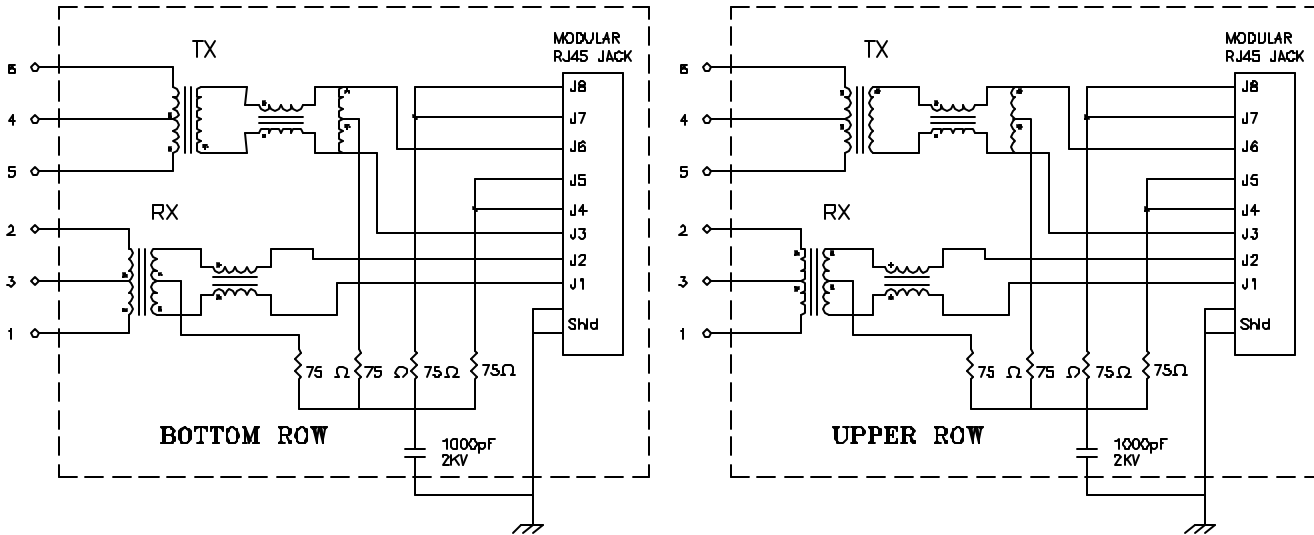 TX
MODULAR
RJ45 JACK
6
J8
4
J7
J6
5
J5
RX
J4
2
J3
J2
3
J1
1
Shld
75 Ω 75 Ω 75Ω 75Ω
BOTTOM ROW
1000pF
2KV
TX
MODULAR
RJ45 JACK
6
J8
4
J7
J6
5
J5
RX
J4
2
J3
J2
3
J1
1
Shld
75 Ω 75 Ω 75Ω 75Ω
UPPER ROW
1000pF
2KV